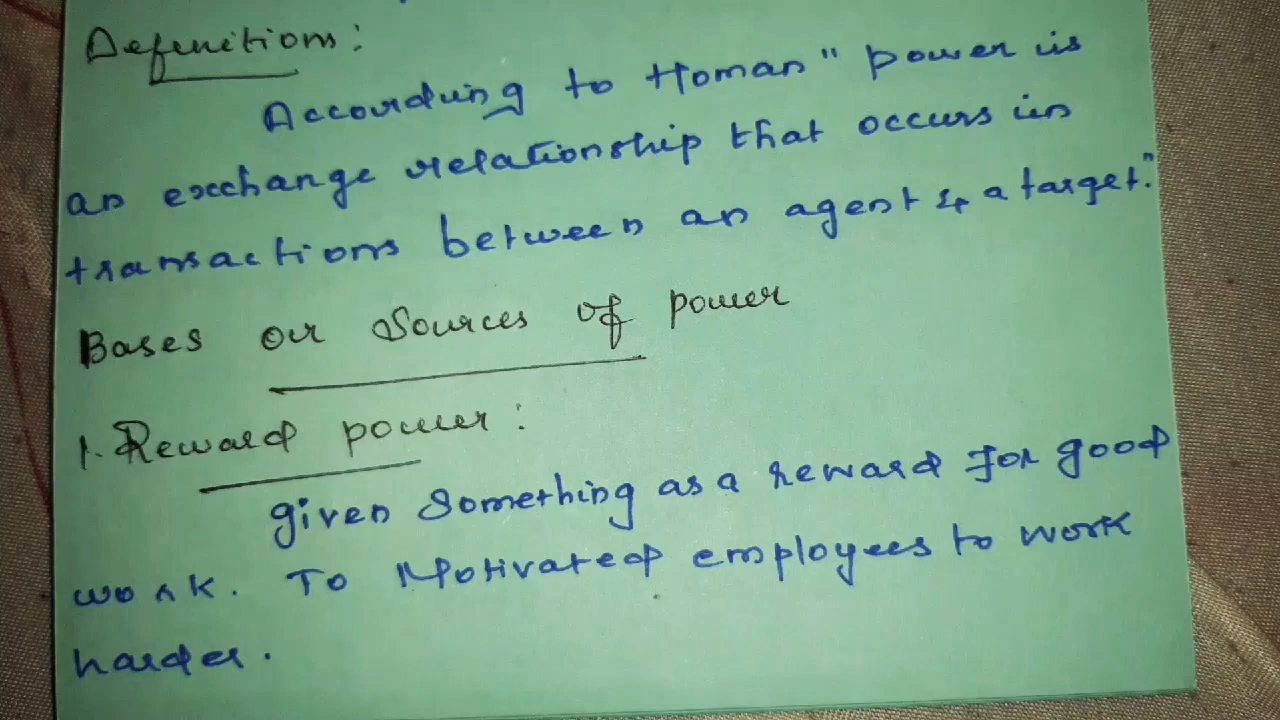 Definitions:
According to Homan" power is
an exchange relationship that occurs in
transactions between an agent & a target."
Bases or Sources of power
1. Reward power:
given Something as a reward for good
work. To Motivated employees to work
harder.